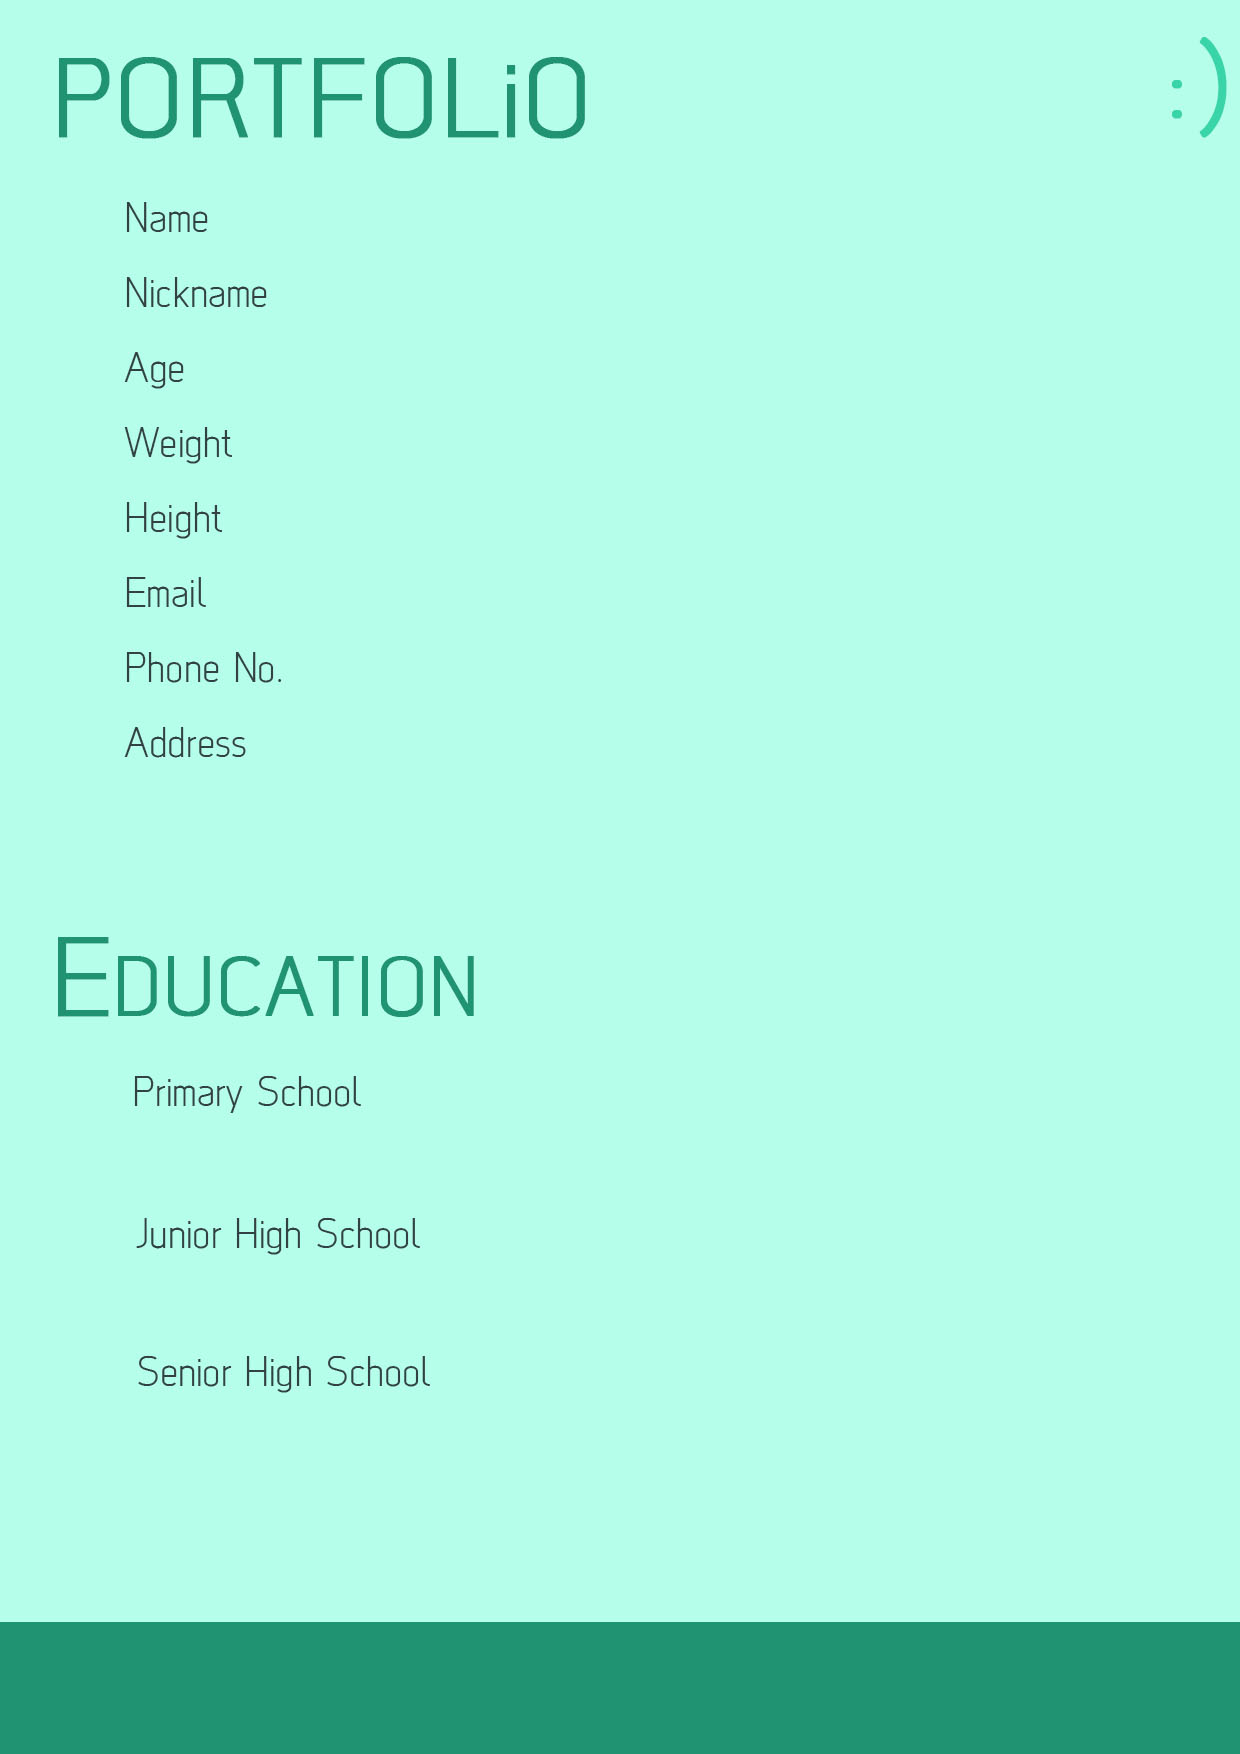 PORTFOLiO
:)
Name
Nickname
Age
Weight
Height
Email
Phone No.
Address
EDUCATION
Primary School
Junior High School
Senior High School